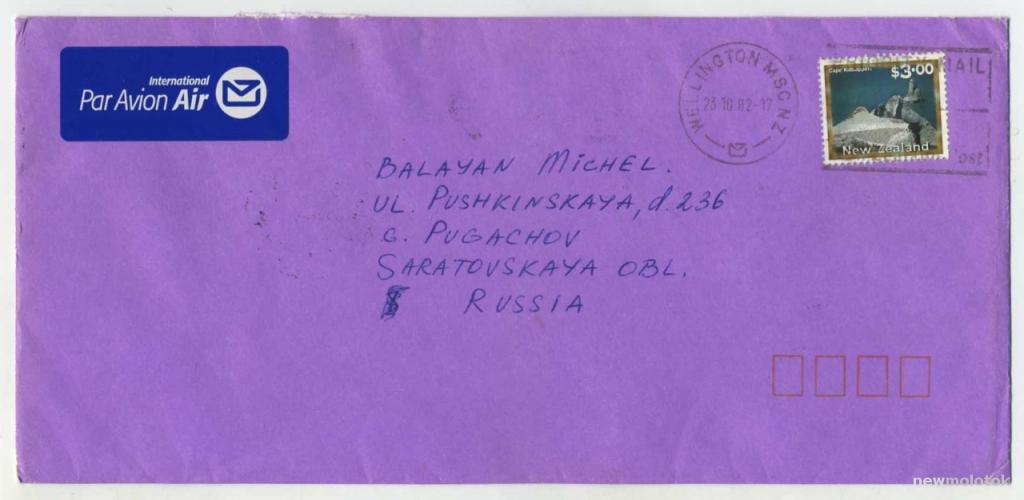 International
Par Avion Air
WELLINGTON MSC NZ
23·10·02-17
AIL
$3·00
New Zealand
BALAYAN MICHEL.
UL. PUSHKINSKAYA, d. 236
G. PUGACHOV
SARATOVSKAYA OBL.
RUSSIA
newmolotok